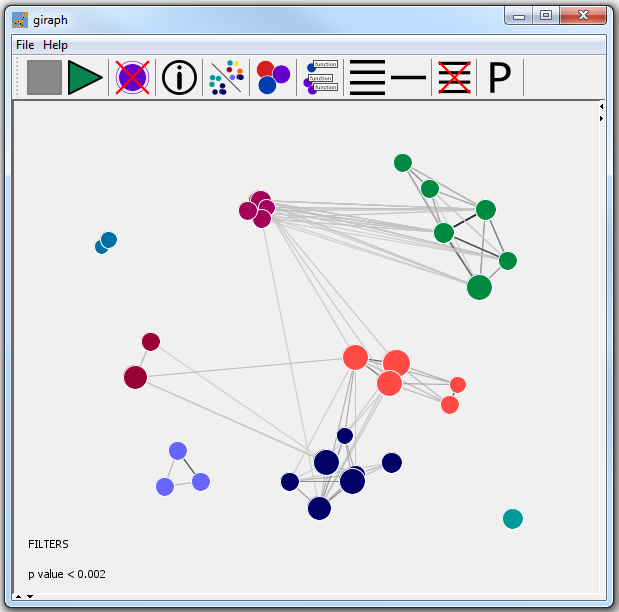 giraph
File Help
function
function
function
P
FILTERS
p value < 0.002